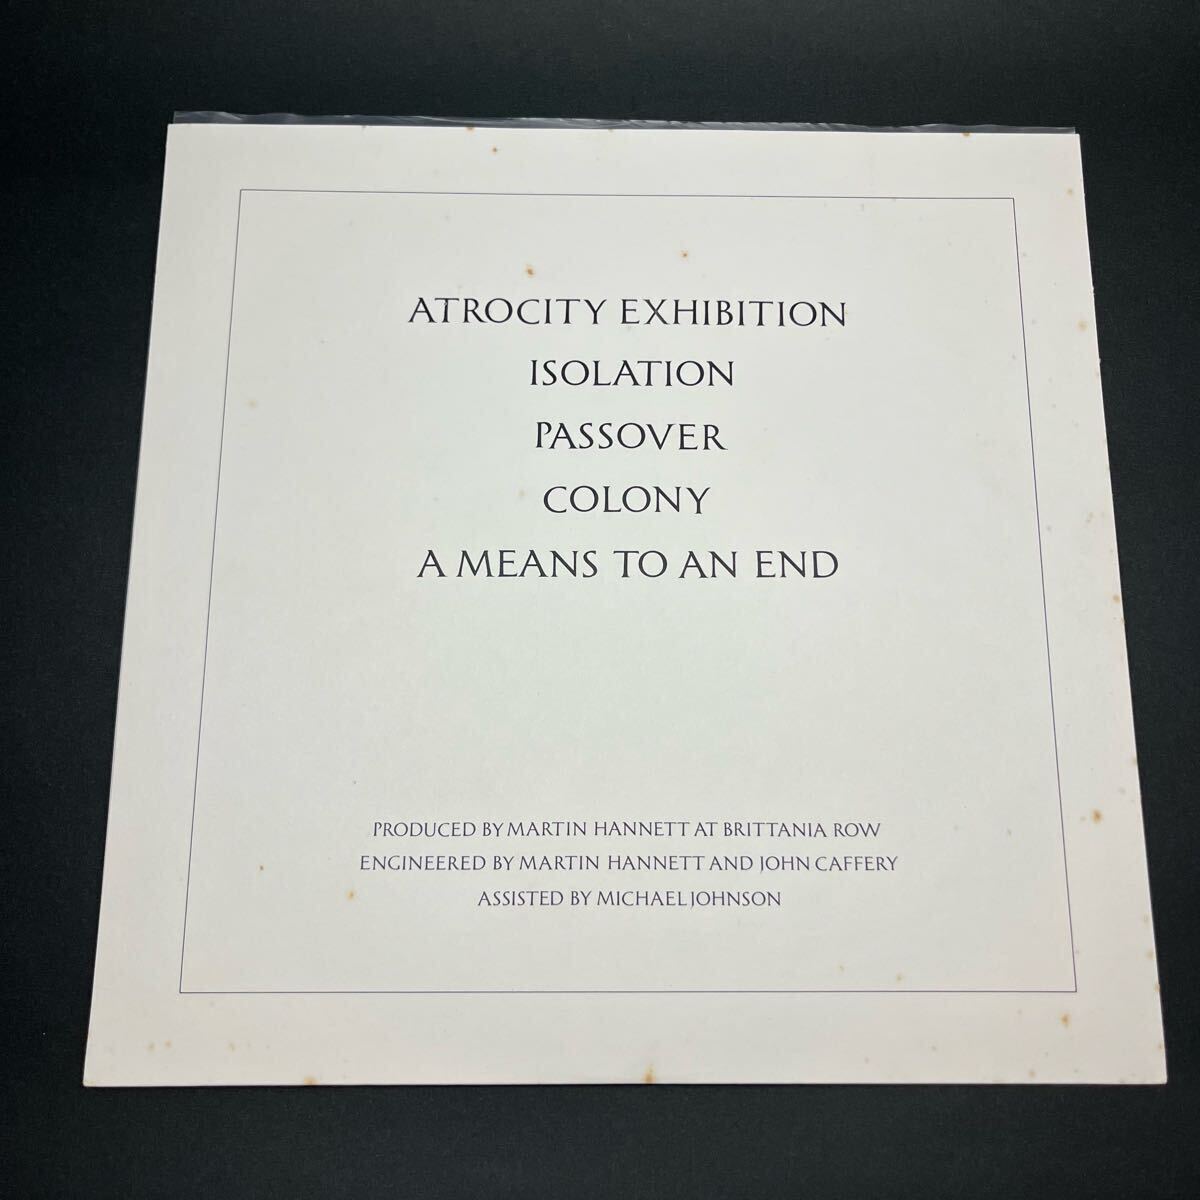 ATROCITY EXHIBITION
ISOLATION
PASSOVER
COLONY
A MEANS TO AN END
PRODUCED BY MARTIN HANNETT AT BRITTANIA ROW
ENGINEERED BY MARTIN HANNETT AND JOHN CAFFERY
ASSISTED BY MICHAEL JOHNSON